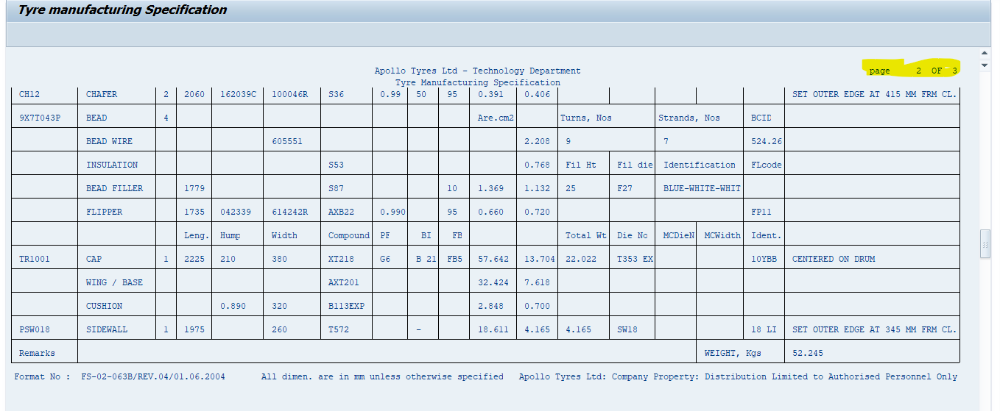 Tyre manufacturing Specification
Apollo Tyres Ltd - Technology Department
page 2 OF 3
Tyre Manufacturing Specification
CH12 CHAFER 2 2060 162039C 100046R S36 0.99 50 95 0.391 0.406 SET OUTER EDGE AT 415 MM FRM CL.
9X7T043P BEAD 4 Are.cm2 Turns, Nos Strands, Nos BCID
BEAD WIRE 605551 2.208 9 7 524.26
INSULATION S53 0.768 Fil Ht Fil die Identification FLcode
BEAD FILLER 1779 S87 10 1.369 1.132 25 F27 BLUE-WHITE-WHIT
FLIPPER 1735 042339 614242R AXB22 0.990 95 0.660 0.720 FP11
Leng. Hump Width Compound PF BI FB Total Wt Die No MCDieN MCWidth Ident.
TR1001 CAP 1 2225 210 380 XT218 G6 B 21 FB5 57.642 13.704 22.022 T353 EX 10YBB CENTERED ON DRUM
WING / BASE AXT201 32.424 7.618
CUSHION 0.890 320 B113EXP 2.848 0.700
PSW018 SIDEWALL 1 1975 260 T572 - 18.611 4.165 4.165 SW18 18 LI SET OUTER EDGE AT 345 MM FRM CL.
Remarks WEIGHT, Kgs 52.245
Format No : FS-02-063B/REV.04/01.06.2004 All dimen. are in mm unless otherwise specified Apollo Tyres Ltd: Company Property: Distribution Limited to Authorised Personnel Only